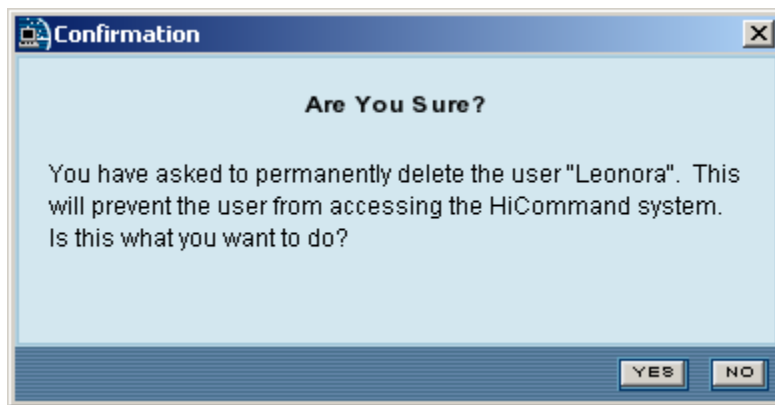 Confirmation
Are You Sure?
You have asked to permanently delete the user "Leonora".  This
will prevent the user from accessing the HiCommand system.
Is this what you want to do?
YES NO